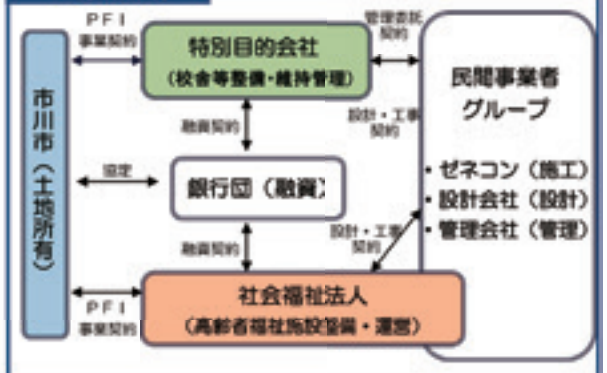 PFI
事業契約
特別目的会社
(校舎等整備・維持管理)
管理委託
契約
民間事業者
グループ
・ゼネコン(施工)
・設計会社(設計)
・管理会社(管理)
市川市(土地所有)
融資契約
設計・工事
契約
協定
銀行団(融資)
融資契約
設計・工事
契約
PFI
事業契約
社会福祉法人
(高齢者福祉施設整備・運営)